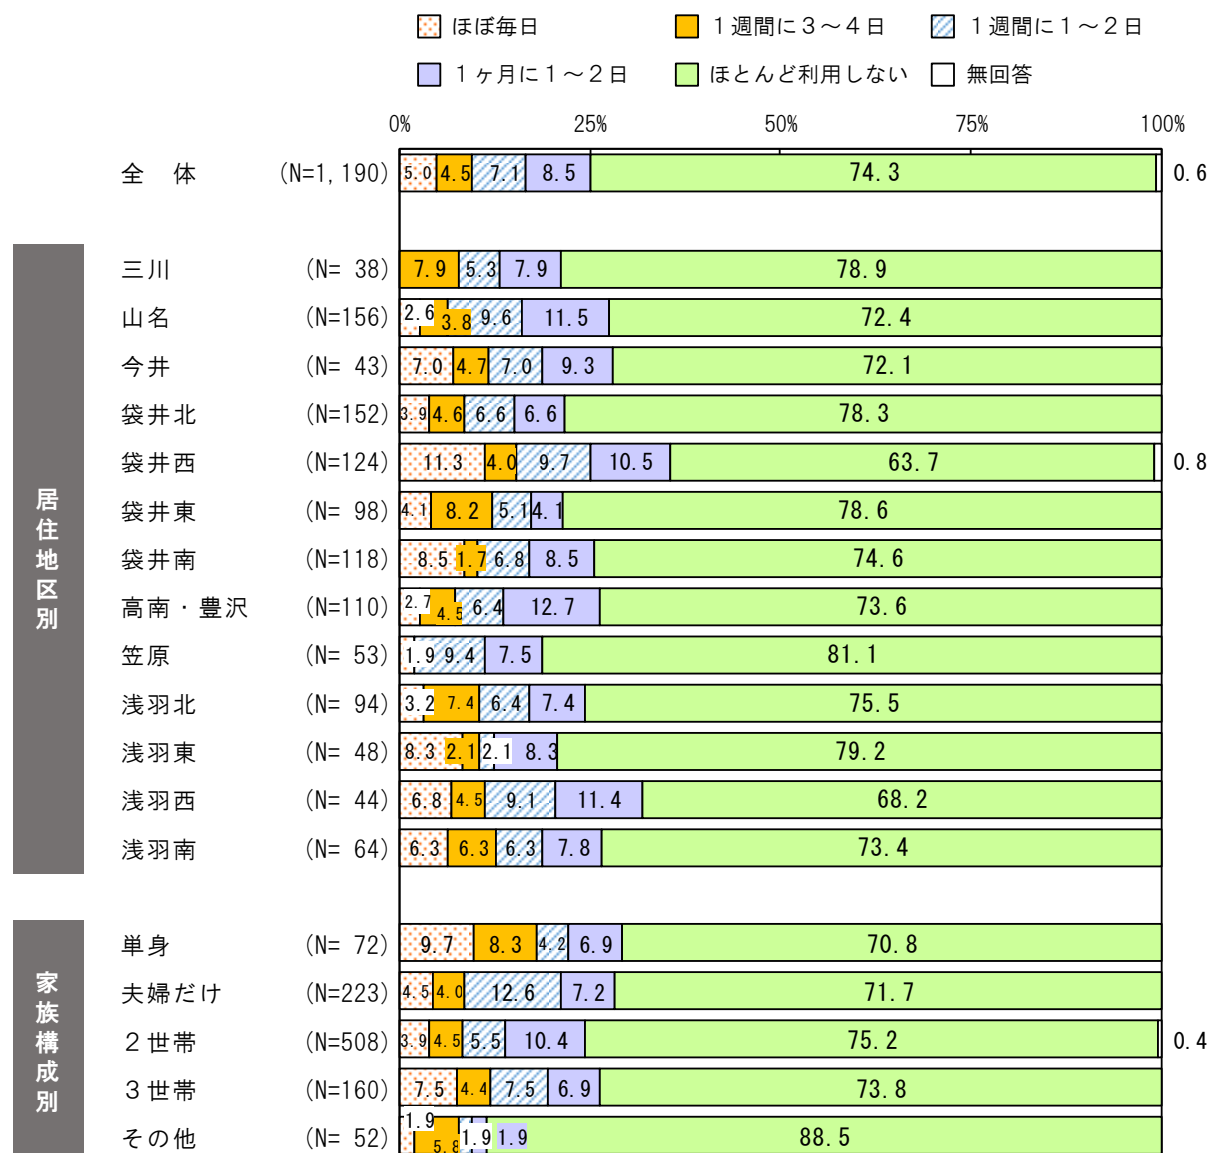 ほぼ毎日 １週間に３～４日 １週間に１～２日
１ヶ月に１～２日 ほとんど利用しない 無回答
0% 25% 50% 75% 100%
全　体 (N=1,190) 5.0 4.5 7.1 8.5 74.3 0.6
居住地区別
三川 (N= 38) 7.9 5.3 7.9 78.9
山名 (N=156) 2.6 3.8 9.6 11.5 72.4
今井 (N= 43) 7.0 4.7 7.0 9.3 72.1
袋井北 (N=152) 3.9 4.6 6.6 6.6 78.3
袋井西 (N=124) 11.3 4.0 9.7 10.5 63.7 0.8
袋井東 (N= 98) 4.1 8.2 5.1 4.1 78.6
袋井南 (N=118) 8.5 1.7 6.8 8.5 74.6
高南・豊沢 (N=110) 2.7 4.5 6.4 12.7 73.6
笠原 (N= 53) 1.9 9.4 7.5 81.1
浅羽北 (N= 94) 3.2 7.4 6.4 7.4 75.5
浅羽東 (N= 48) 8.3 2.1 2.1 8.3 79.2
浅羽西 (N= 44) 6.8 4.5 9.1 11.4 68.2
浅羽南 (N= 64) 6.3 6.3 6.3 7.8 73.4
家族構成別
単身 (N= 72) 9.7 8.3 4.2 6.9 70.8
夫婦だけ (N=223) 4.5 4.0 12.6 7.2 71.7
２世帯 (N=508) 3.9 4.5 5.5 10.4 75.2 0.4
３世帯 (N=160) 7.5 4.4 7.5 6.9 73.8
その他 (N= 52) 1.9 5.8 1.9 1.9 88.5